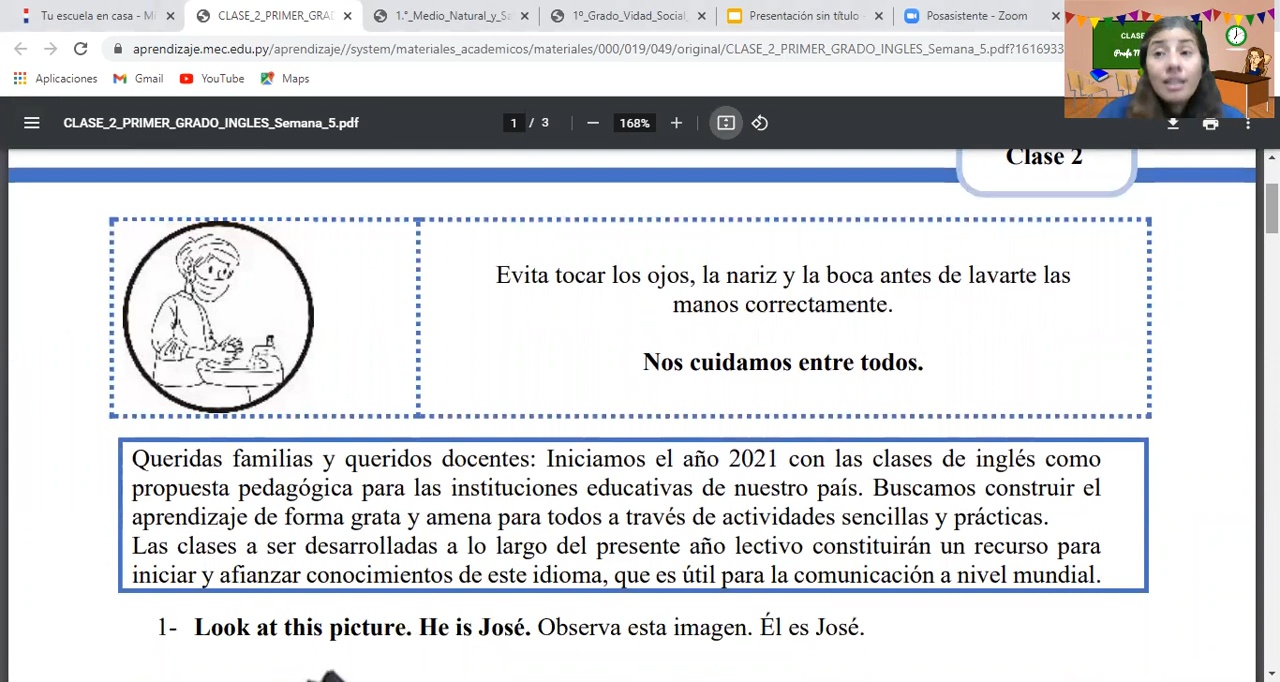 Tu escuela en casa - Mi
CLASE_2_PRIMER_GRA
1.°_Medio_Natural_y_Sa
1º_Grado_Vidad_Social_
Presentación sin título -
Posasistente - Zoom
aprendizaje.mec.edu.py/aprendizaje//system/materiales_academicos/materiales/000/019/049/original/CLASE_2_PRIMER_GRADO_INGLES_Semana_5.pdf?1616933
Aplicaciones
Gmail
YouTube
Maps
CLASE
Profe
CLASE_2_PRIMER_GRADO_INGLES_Semana_5.pdf
1 / 3
168%
Clase 2
Evita tocar los ojos, la nariz y la boca antes de lavarte las
manos correctamente.
Nos cuidamos entre todos.
Queridas familias y queridos docentes: Iniciamos el año 2021 con las clases de inglés como
propuesta pedagógica para las instituciones educativas de nuestro país. Buscamos construir el
aprendizaje de forma grata y amena para todos a través de actividades sencillas y prácticas.
Las clases a ser desarrolladas a lo largo del presente año lectivo constituirán un recurso para
iniciar y afianzar conocimientos de este idioma, que es útil para la comunicación a nivel mundial.
1- Look at this picture. He is José. Observa esta imagen. Él es José.